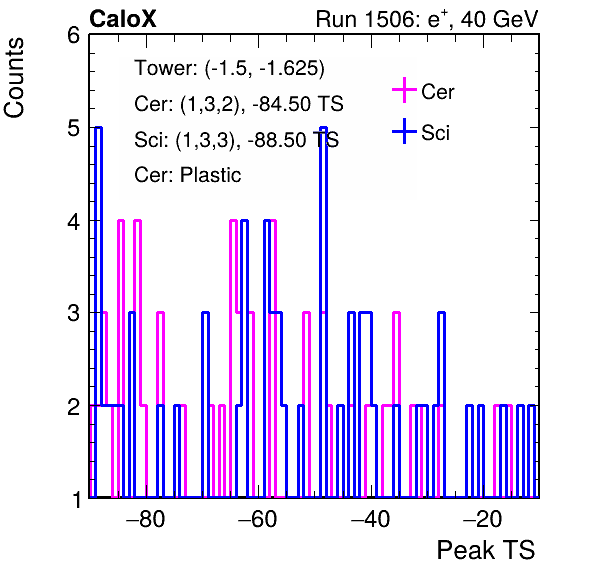 CaloX Run 1506: e+, 40 GeV
Counts
Tower: (-1.5, -1.625)
Cer: (1,3,2), -84.50 TS
Sci: (1,3,3), -88.50 TS
Cer: Plastic
Cer
Sci
6
5
4
3
2
1
−80 −60 −40 −20
Peak TS